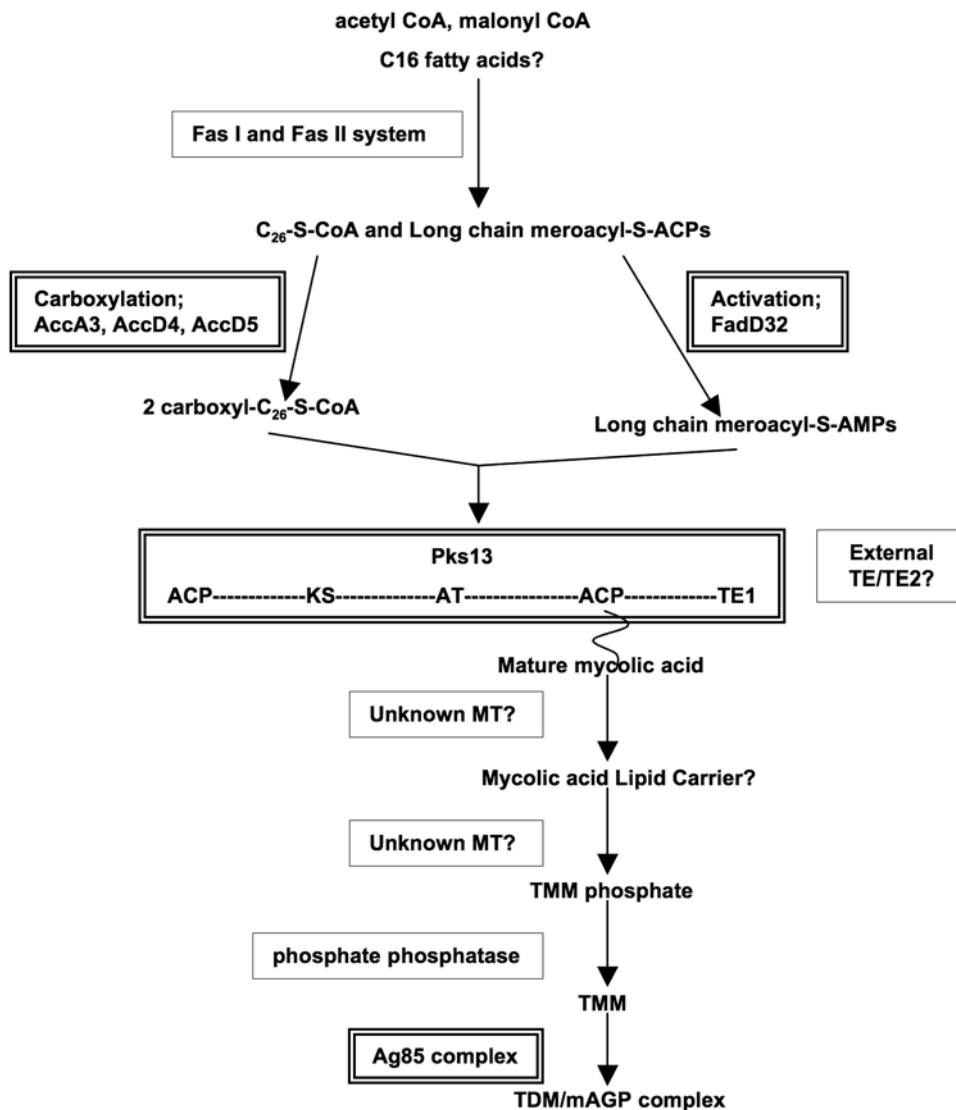 acetyl CoA, malonyl CoA
C16 fatty acids?
Fas I and Fas II system
C26-S-CoA and Long chain meroacyl-S-ACPs
Carboxylation;
AccA3, AccD4, AccD5
Activation;
FadD32
2 carboxyl-C26-S-CoA
Long chain meroacyl-S-AMPs
Pks13
ACP-------------KS--------------AT----------------ACP-------------TE1
External
TE/TE2?
Mature mycolic acid
Unknown MT?
Mycolic acid Lipid Carrier?
Unknown MT?
TMM phosphate
phosphate phosphatase
TMM
Ag85 complex
TDM/mAGP complex